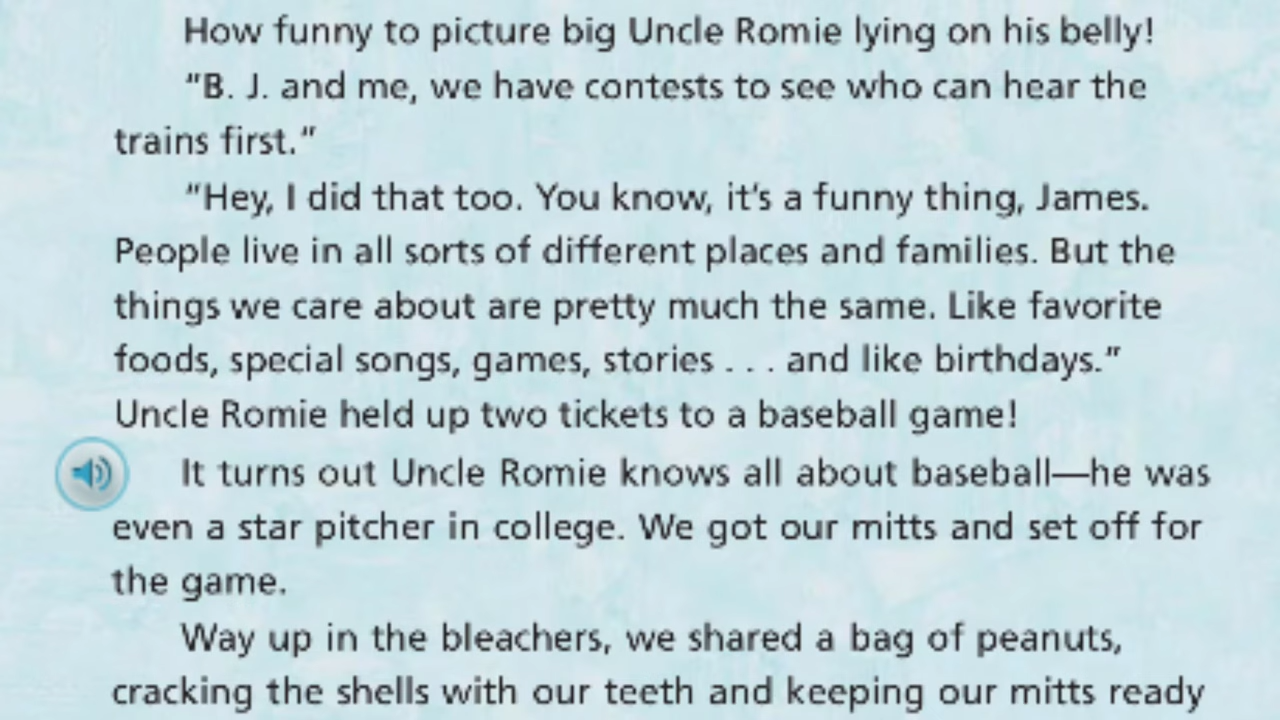 How funny to picture big Uncle Romie lying on his belly!
"B. J. and me, we have contests to see who can hear the
trains first."
"Hey, I did that too. You know, it's a funny thing, James.
People live in all sorts of different places and families. But the
things we care about are pretty much the same. Like favorite
foods, special songs, games, stories . . . and like birthdays."
Uncle Romie held up two tickets to a baseball game!
It turns out Uncle Romie knows all about baseball—he was
even a star pitcher in college. We got our mitts and set off for
the game.
Way up in the bleachers, we shared a bag of peanuts,
cracking the shells with our teeth and keeping our mitts ready